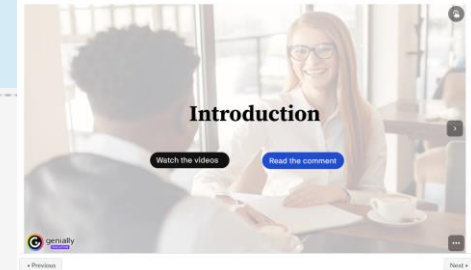 Introduction
Watch the videos
Read the comment
genially
« Previous
Next »